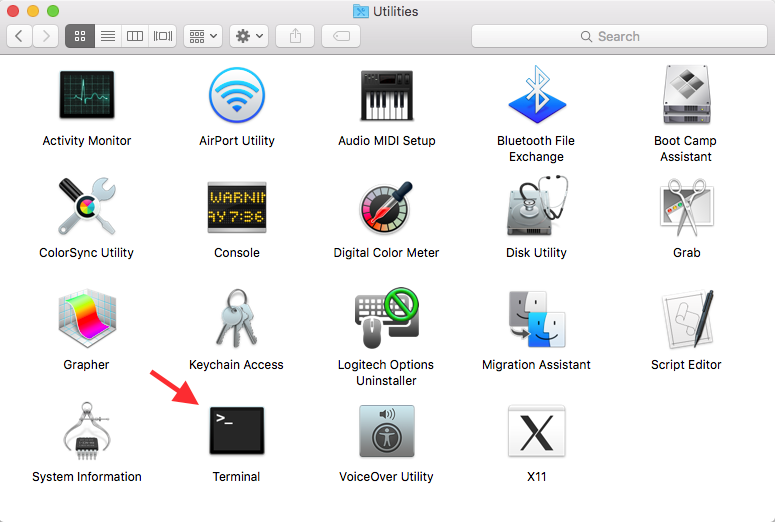 Utilities
Search
Activity Monitor
AirPort Utility
Audio MIDI Setup
Bluetooth File
Exchange
Boot Camp
Assistant
ColorSync Utility
WARNIN
AY 7:36
Console
Digital Color Meter
Disk Utility
Grab
Grapher
Keychain Access
Logitech Options
Uninstaller
Migration Assistant
Script Editor
System Information
>_
Terminal
VoiceOver Utility
X
X11